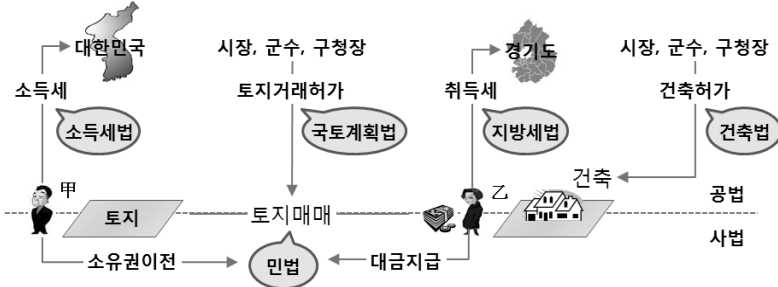 대한민국
시장, 군수, 구청장
경기도
시장, 군수, 구청장
소득세
토지거래허가
취득세
건축허가
소득세법
국토계획법
지방세법
건축법
甲
乙
건축
공법
토지
토지매매
사법
소유권이전
민법
대금지급